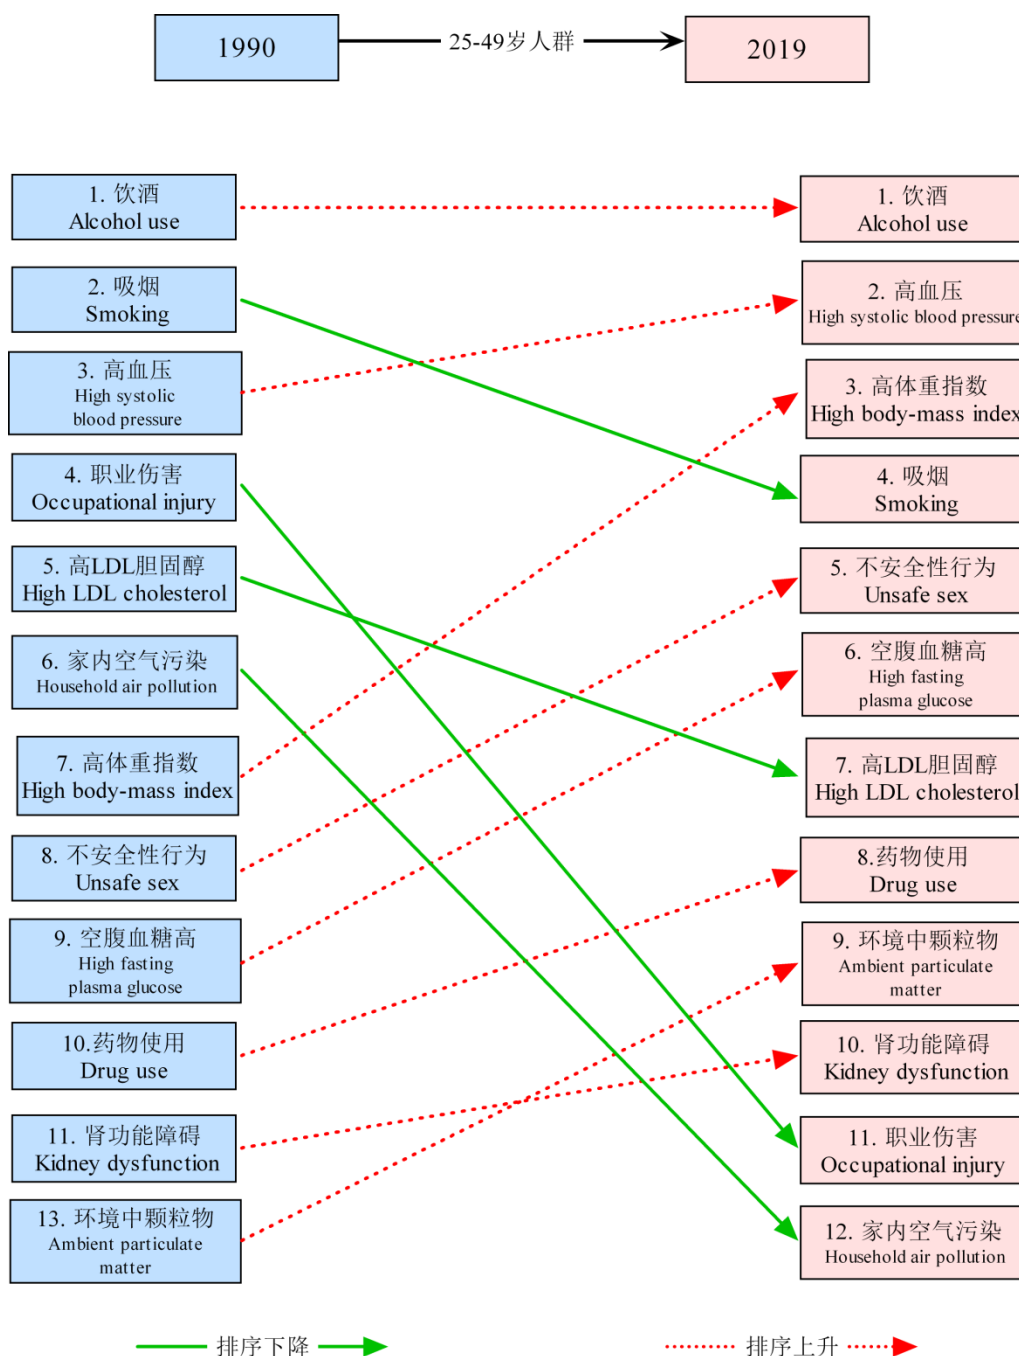 1990
25-49岁人群
2019
1. 饮酒
Alcohol use
2. 吸烟
Smoking
3. 高血压
High systolic
blood pressure
4. 职业伤害
Occupational injury
5. 高LDL胆固醇
High LDL cholesterol
6. 家内空气污染
Household air pollution
7. 高体重指数
High body-mass index
8. 不安全性行为
Unsafe sex
9. 空腹血糖高
High fasting
plasma glucose
10.药物使用
Drug use
11. 肾功能障碍
Kidney dysfunction
13. 环境中颗粒物
Ambient particulate
matter
1. 饮酒
Alcohol use
2. 高血压
High systolic blood pressure
3. 高体重指数
High body-mass index
4. 吸烟
Smoking
5. 不安全性行为
Unsafe sex
6. 空腹血糖高
High fasting
plasma glucose
7. 高LDL胆固醇
High LDL cholesterol
8.药物使用
Drug use
9. 环境中颗粒物
Ambient particulate
matter
10. 肾功能障碍
Kidney dysfunction
11. 职业伤害
Occupational injury
12. 家内空气污染
Household air pollution
排序下降
排序上升